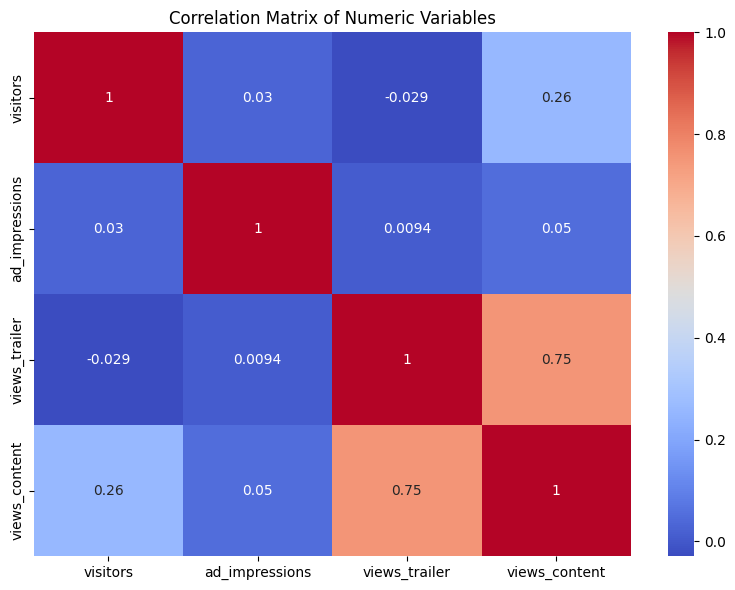 Correlation Matrix of Numeric Variables
visitors
1
0.03
-0.029
0.26
ad_impressions
0.03
1
0.0094
0.05
views_trailer
-0.029
0.0094
1
0.75
views_content
0.26
0.05
0.75
1
visitors
ad_impressions
views_trailer
views_content
1.0
0.8
0.6
0.4
0.2
0.0